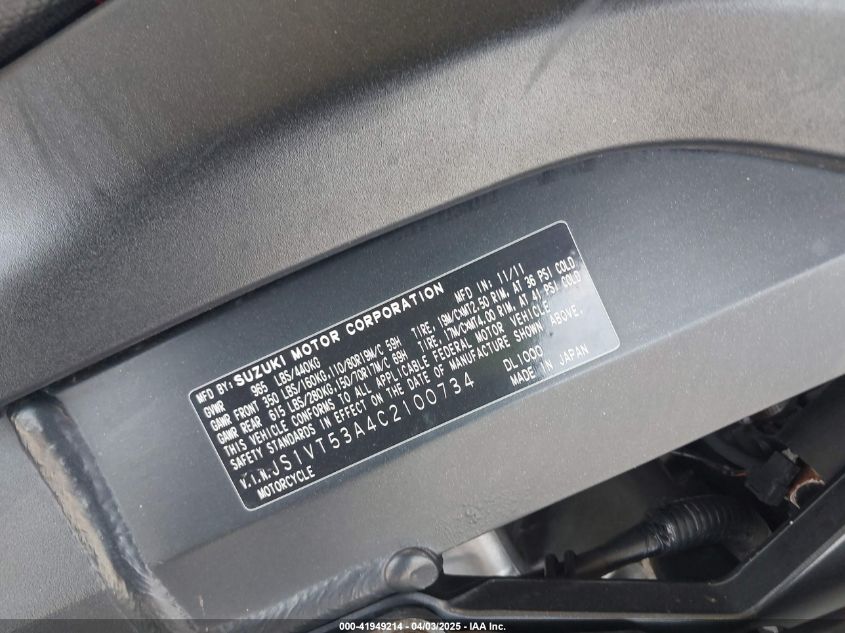 MFD BY: SUZUKI MOTOR CORPORATION MFD IN: 11/11
GVWR 965 LBS/440KG
GAWR FRONT 350 LBS/160KG, 110/80R19M/C 59H TIRE, 19M/CXMT2.50 RIM, AT 36 PSI COLD
GAWR REAR 615 LBS/280KG, 150/70R17M/C 69H TIRE, 17M/CXMT4.00 RIM, AT 41 PSI COLD
THIS VEHICLE CONFORMS TO ALL APPLICABLE FEDERAL MOTOR VEHICLE
SAFETY STANDARDS IN EFFECT ON THE DATE OF MANUFACTURE SHOWN ABOVE.
V.I.N. JS1VT53A4C2100734 DL1000
MOTORCYCLE MADE IN JAPAN
000-41949214 - 04/03/2025 - IAA Inc.